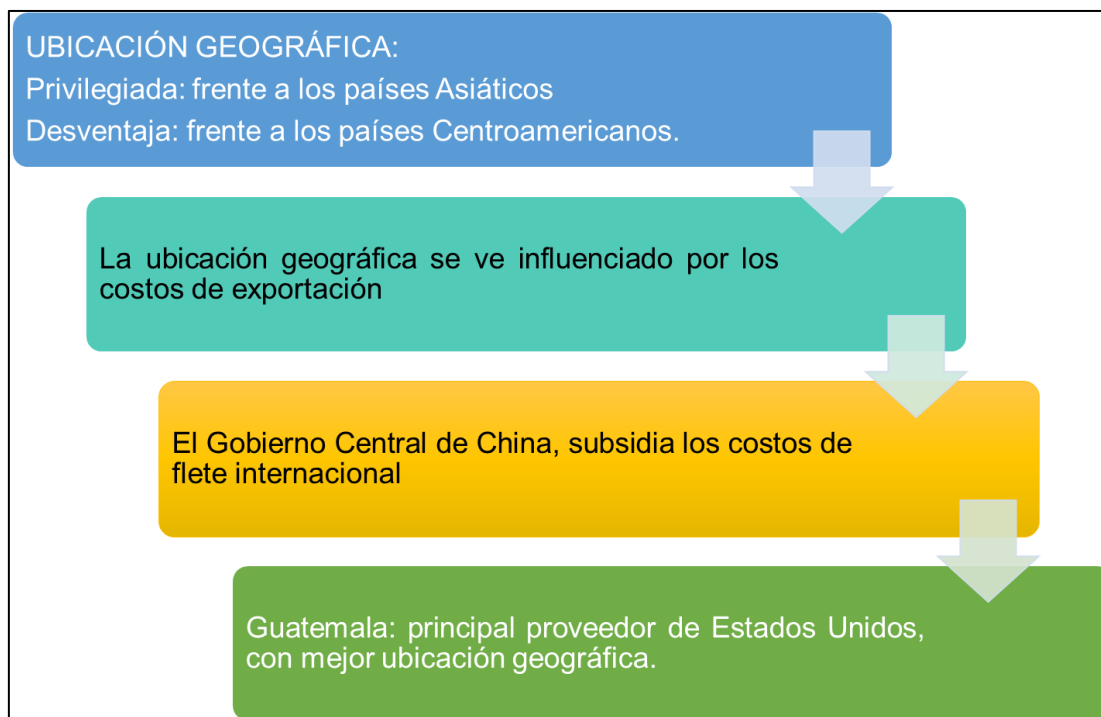 UBICACIÓN GEOGRÁFICA:
Privilegiada: frente a los países Asiáticos
Desventaja: frente a los países Centroamericanos.
La ubicación geográfica se ve influenciado por los
costos de exportación
El Gobierno Central de China, subsidia los costos de
flete internacional
Guatemala: principal proveedor de Estados Unidos,
con mejor ubicación geográfica.